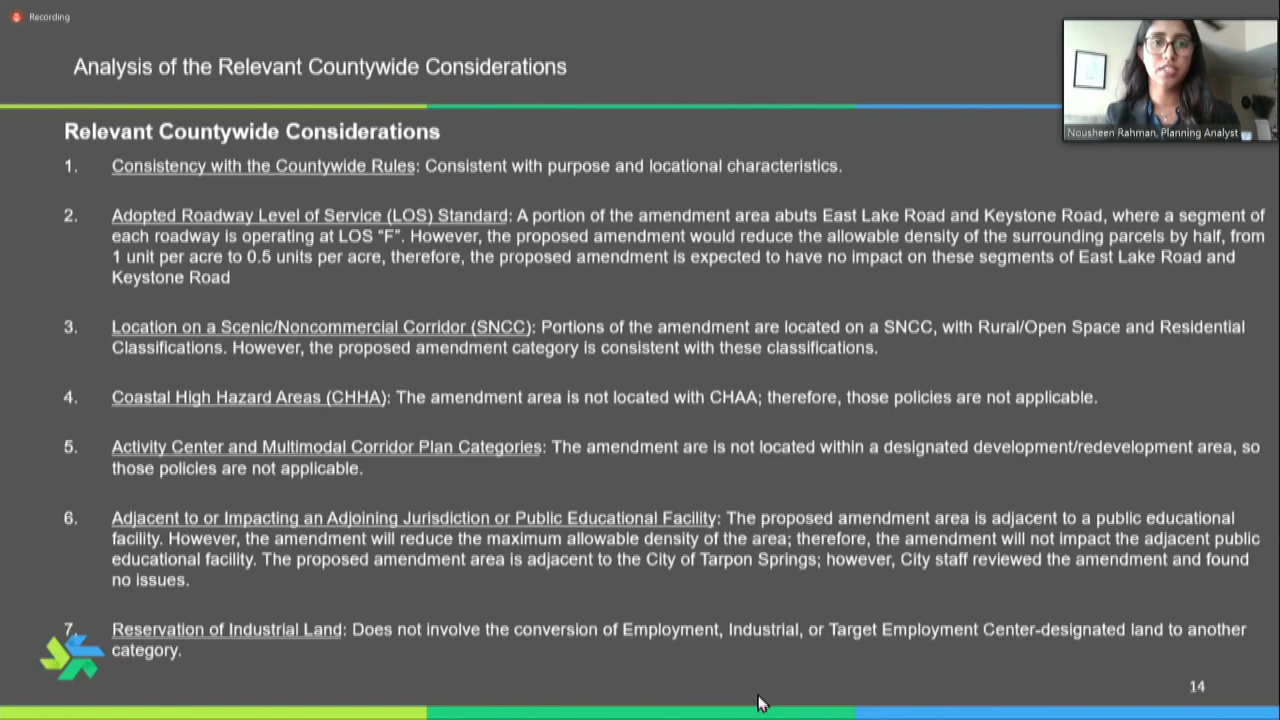 Recording
Analysis of the Relevant Countywide Considerations
Nousheen Rahman, Planning Analyst
Relevant Countywide Considerations
1. Consistency with the Countywide Rules: Consistent with purpose and locational characteristics.
2. Adopted Roadway Level of Service (LOS) Standard: A portion of the amendment area abuts East Lake Road and Keystone Road, where a segment of
each roadway is operating at LOS "F". However, the proposed amendment would reduce the allowable density of the surrounding parcels by half, from
1 unit per acre to 0.5 units per acre, therefore, the proposed amendment is expected to have no impact on these segments of East Lake Road and
Keystone Road
3. Location on a Scenic/Noncommercial Corridor (SNCC): Portions of the amendment are located on a SNCC, with Rural/Open Space and Residential
Classifications. However, the proposed amendment category is consistent with these classifications.
4. Coastal High Hazard Areas (CHHA): The amendment area is not located with CHAA; therefore, those policies are not applicable.
5. Activity Center and Multimodal Corridor Plan Categories: The amendment are is not located within a designated development/redevelopment area, so
those policies are not applicable.
6. Adjacent to or Impacting an Adjoining Jurisdiction or Public Educational Facility: The proposed amendment area is adjacent to a public educational
facility. However, the amendment will reduce the maximum allowable density of the area; therefore, the amendment will not impact the adjacent public
educational facility. The proposed amendment area is adjacent to the City of Tarpon Springs; however, City staff reviewed the amendment and found
no issues.
7. Reservation of Industrial Land: Does not involve the conversion of Employment, Industrial, or Target Employment Center-designated land to another
category.
14